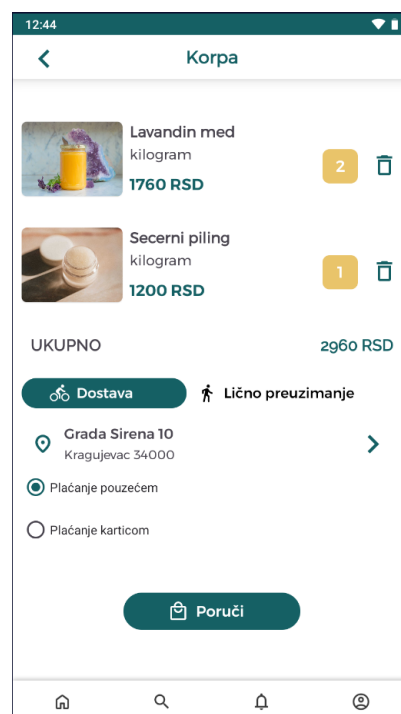 12:44
Korpa
Lavandin med
kilogram
1760 RSD
2
Secerni piling
kilogram
1200 RSD
1
UKUPNO
2960 RSD
Dostava
Lično preuzimanje
Grada Sirena 10
Kragujevac 34000
Plaćanje pouzećem
Plaćanje karticom
Poruči